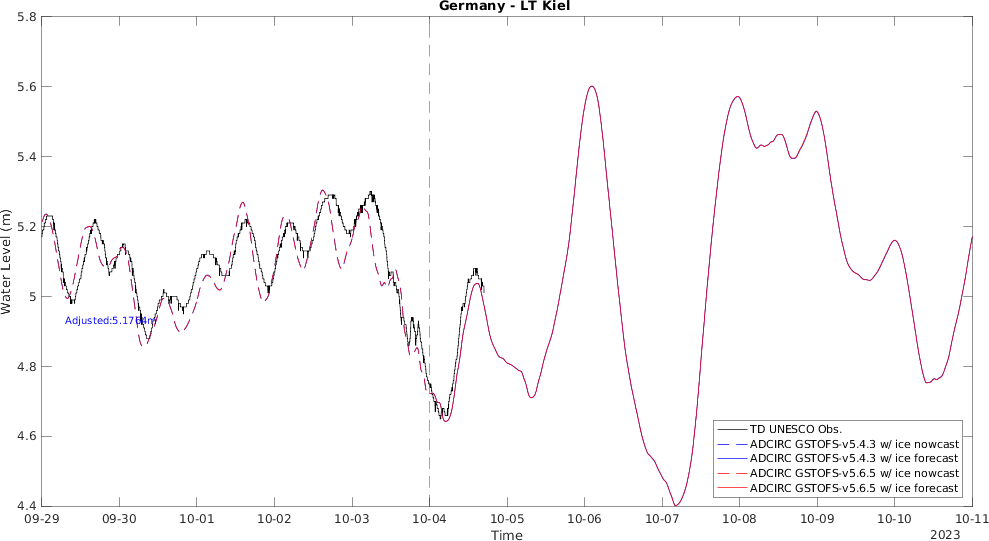 Germany - LT Kiel
5.8
5.6
5.4
5.2
5
4.8
4.6
4.4
Water Level (m)
Adjusted:5.1764m
TD UNESCO Obs.
ADCIRC GSTOFS-v5.4.3 w/ ice nowcast
ADCIRC GSTOFS-v5.4.3 w/ ice forecast
ADCIRC GSTOFS-v5.6.5 w/ ice nowcast
ADCIRC GSTOFS-v5.6.5 w/ ice forecast
09-29 09-30 10-01 10-02 10-03 10-04 10-05 10-06 10-07 10-08 10-09 10-10 10-11
Time
2023